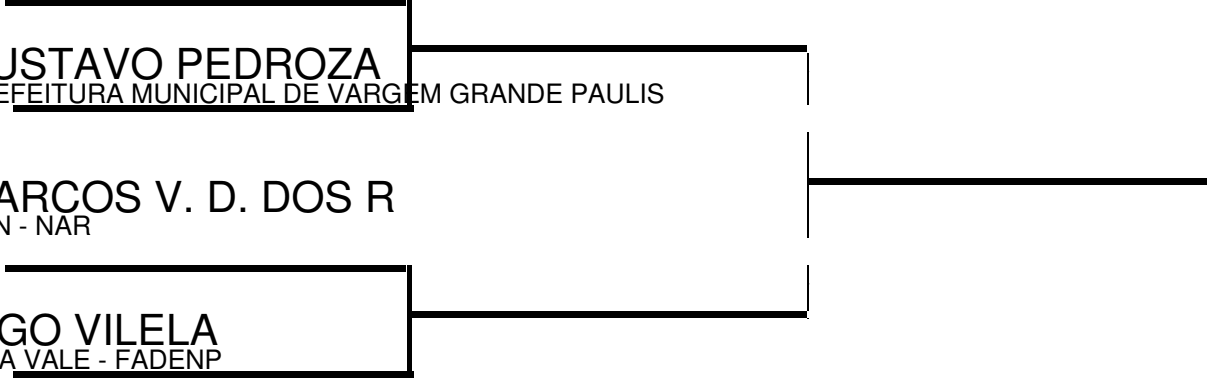 USTAVO PEDROZA
EFEITURA MUNICIPAL DE VARGEM GRANDE PAULIS
ARCOS V. D. DOS R
N - NAR
GO VILELA
A VALE - FADENP